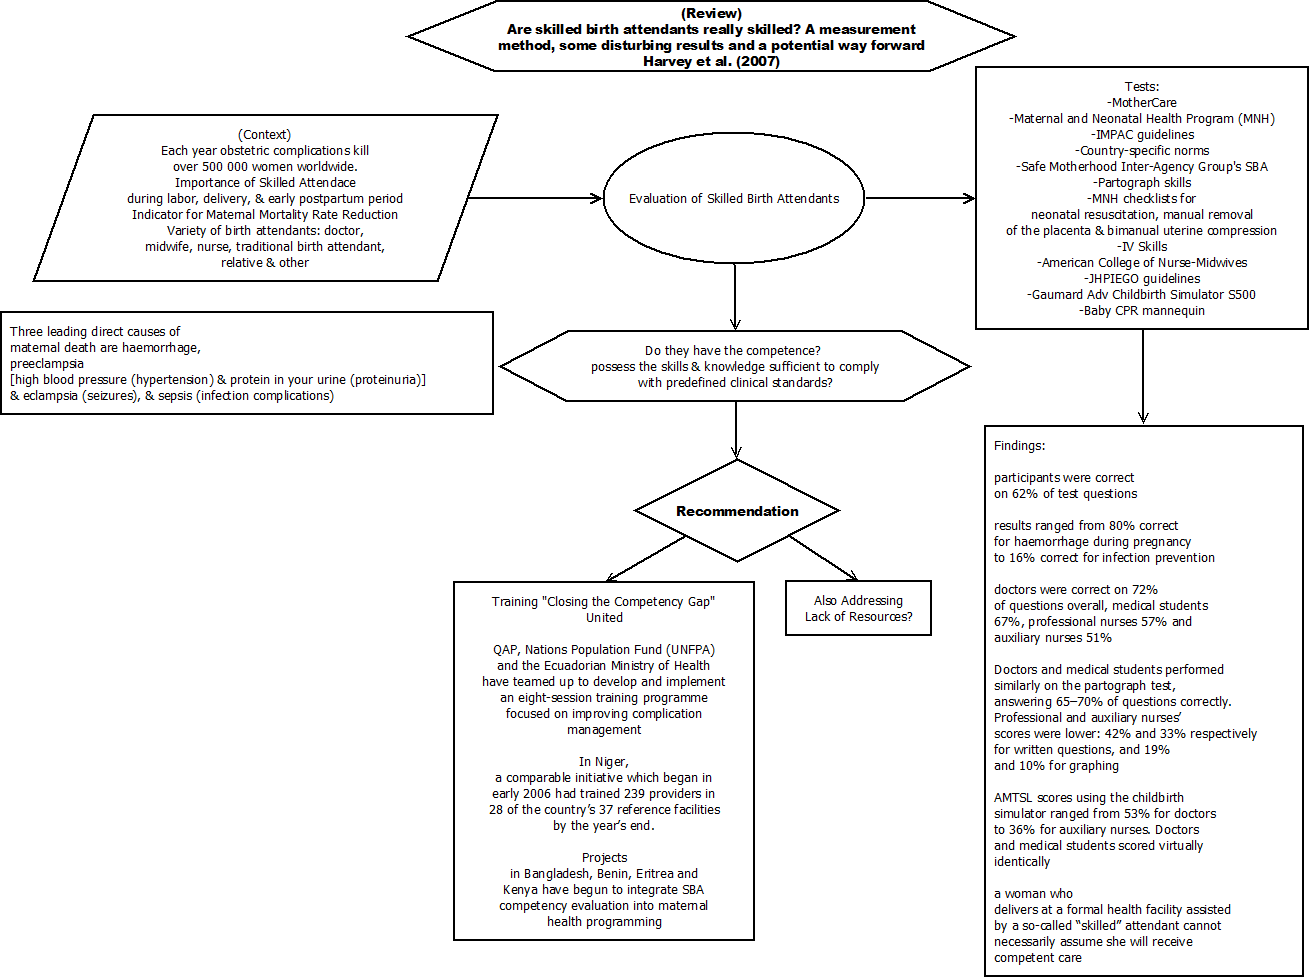 (Review)
Are skilled birth attendants really skilled? A measurement
method, some disturbing results and a potential way forward
Harvey et al. (2007)
(Context)
Each year obstetric complications kill
over 500 000 women worldwide.
Importance of Skilled Attendace
during labor, delivery, & early postpartum period
Indicator for Maternal Mortality Rate Reduction
Variety of birth attendants: doctor,
midwife, nurse, traditional birth attendant,
relative & other
Evaluation of Skilled Birth Attendants
Tests:
-MotherCare
-Maternal and Neonatal Health Program (MNH)
-IMPAC guidelines
-Country-specific norms
-Safe Motherhood Inter-Agency Group's SBA
-Partograph skills
-MNH checklists for
neonatal resuscitation, manual removal
of the placenta & bimanual uterine compression
-IV Skills
-American College of Nurse-Midwives
-JHPIEGO guidelines
-Gaumard Adv Childbirth Simulator S500
-Baby CPR mannequin
Three leading direct causes of
maternal death are haemorrhage,
preeclampsia
[high blood pressure (hypertension) & protein in your urine (proteinuria)]
& eclampsia (seizures), & sepsis (infection complications)
Do they have the competence?
possess the skills & knowledge sufficient to comply
with predefined clinical standards?
Recommendation
Training "Closing the Competency Gap"
United
QAP, Nations Population Fund (UNFPA)
and the Ecuadorian Ministry of Health
have teamed up to develop and implement
an eight-session training programme
focused on improving complication
management
In Niger,
a comparable initiative which began in
early 2006 had trained 239 providers in
28 of the country’s 37 reference facilities
by the year’s end.
Projects
in Bangladesh, Benin, Eritrea and
Kenya have begun to integrate SBA
competency evaluation into maternal
health programming
Also Addressing
Lack of Resources?
Findings:
participants were correct
on 62% of test questions
results ranged from 80% correct
for haemorrhage during pregnancy
to 16% correct for infection prevention
doctors were correct on 72%
of questions overall, medical students
67%, professional nurses 57% and
auxiliary nurses 51%
Doctors and medical students performed
similarly on the partograph test,
answering 65–70% of questions correctly.
Professional and auxiliary nurses’
scores were lower: 42% and 33% respectively
for written questions, and 19%
and 10% for graphing
AMTSL scores using the childbirth
simulator ranged from 53% for doctors
to 36% for auxiliary nurses. Doctors
and medical students scored virtually
identically
a woman who
delivers at a formal health facility assisted
by a so-called “skilled” attendant cannot
necessarily assume she will receive
competent care